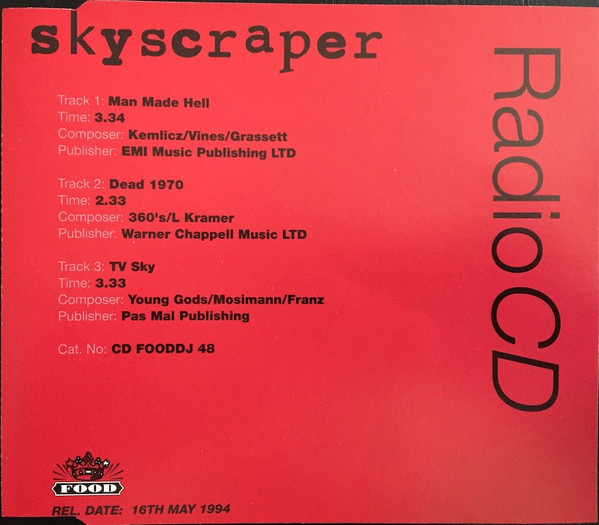 skyscraper
Radio CD
Track 1: Man Made Hell
Time: 3.34
Composer: Kemlicz/Vines/Grassett
Publisher: EMI Music Publishing LTD
Track 2: Dead 1970
Time: 2.33
Composer: 360's/L Kramer
Publisher: Warner Chappell Music LTD
Track 3: TV Sky
Time: 3.33
Composer: Young Gods/Mosimann/Franz
Publisher: Pas Mal Publishing
Cat. No: CD FOODDJ 48
FOOD
REL. DATE: 16TH MAY 1994